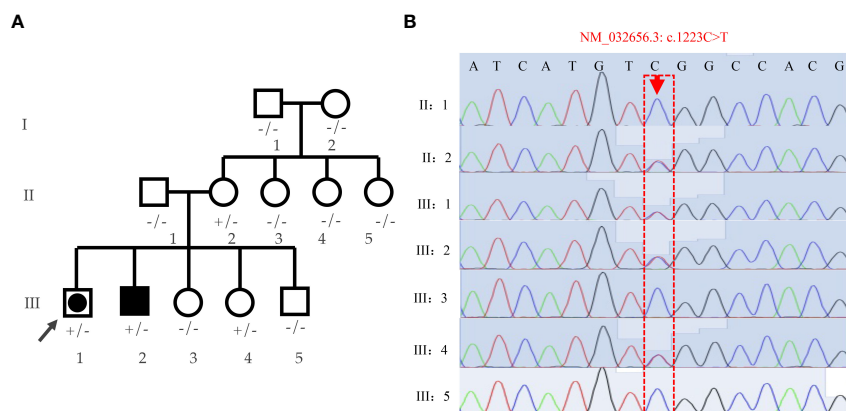 A
I
-/- -/-
1 2
II
-/- +/- -/- -/- -/-
1 2 3 4 5
III
+/- +/- -/- +/- -/-
1 2 3 4 5
B
NM_032656.3: c.1223C>T
A T C A T G T C G G C C A C G
II: 1
II: 2
III: 1
III: 2
III: 3
III: 4
III: 5